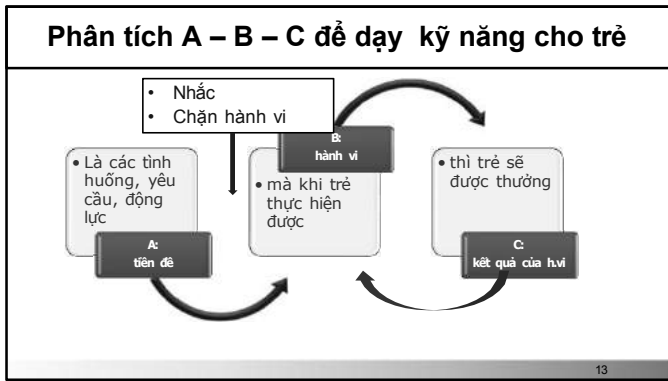 Phân tích A – B – C để dạy kỹ năng cho trẻ
• Nhắc
• Chặn hành vi
• Là các tình
huống, yêu
cầu, động
lực
A:
tiền đề
B:
hành vi
• mà khi trẻ
thực hiện
được
• thì trẻ sẽ
được thưởng
C:
kết quả của h.vi
13